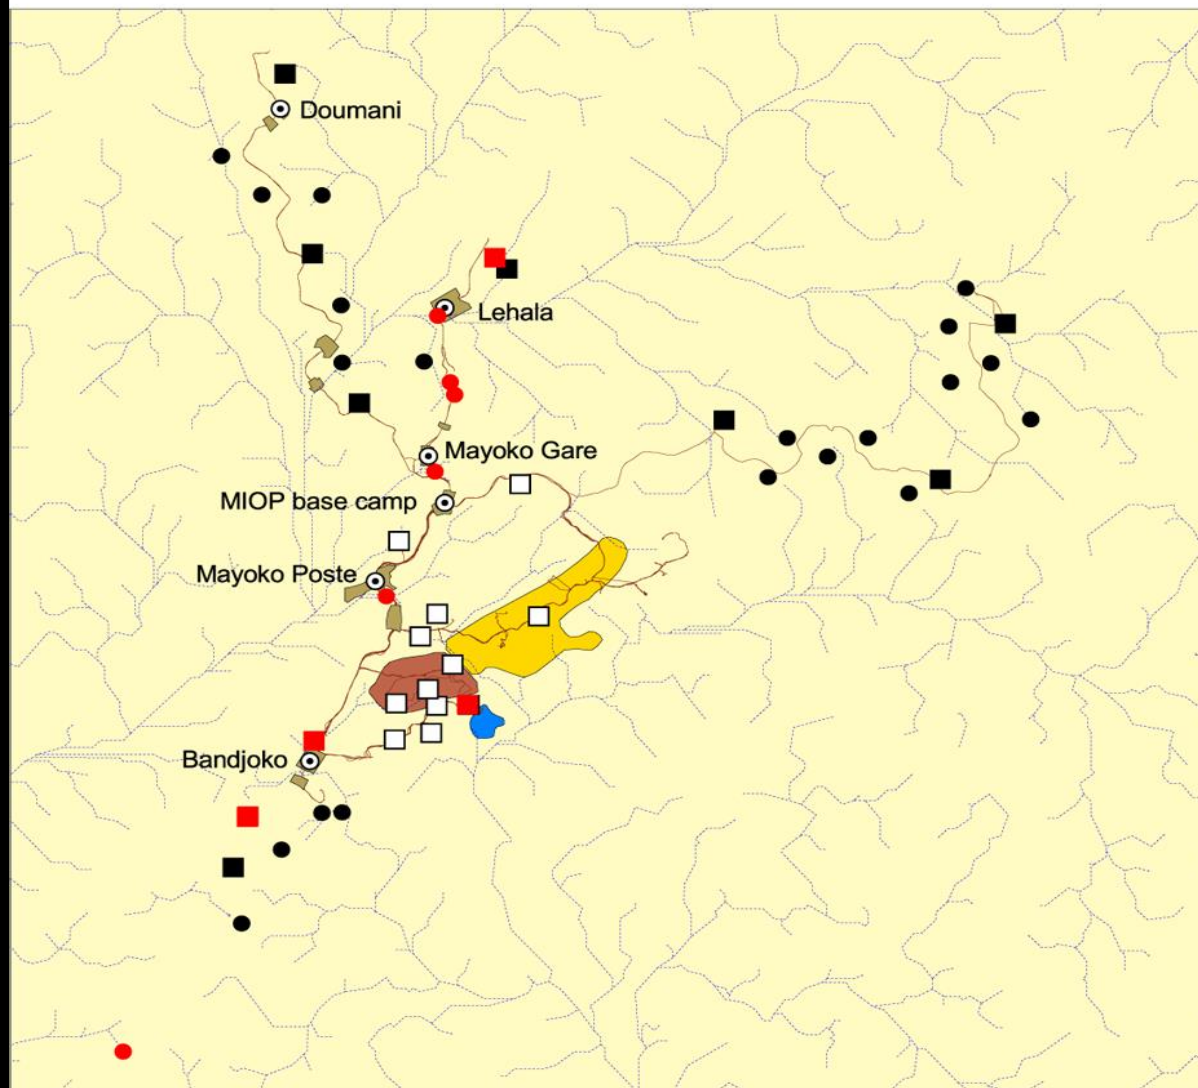 Doumani
Lehala
Mayoko Gare
MIOP base camp
Mayoko Poste
Bandjoko